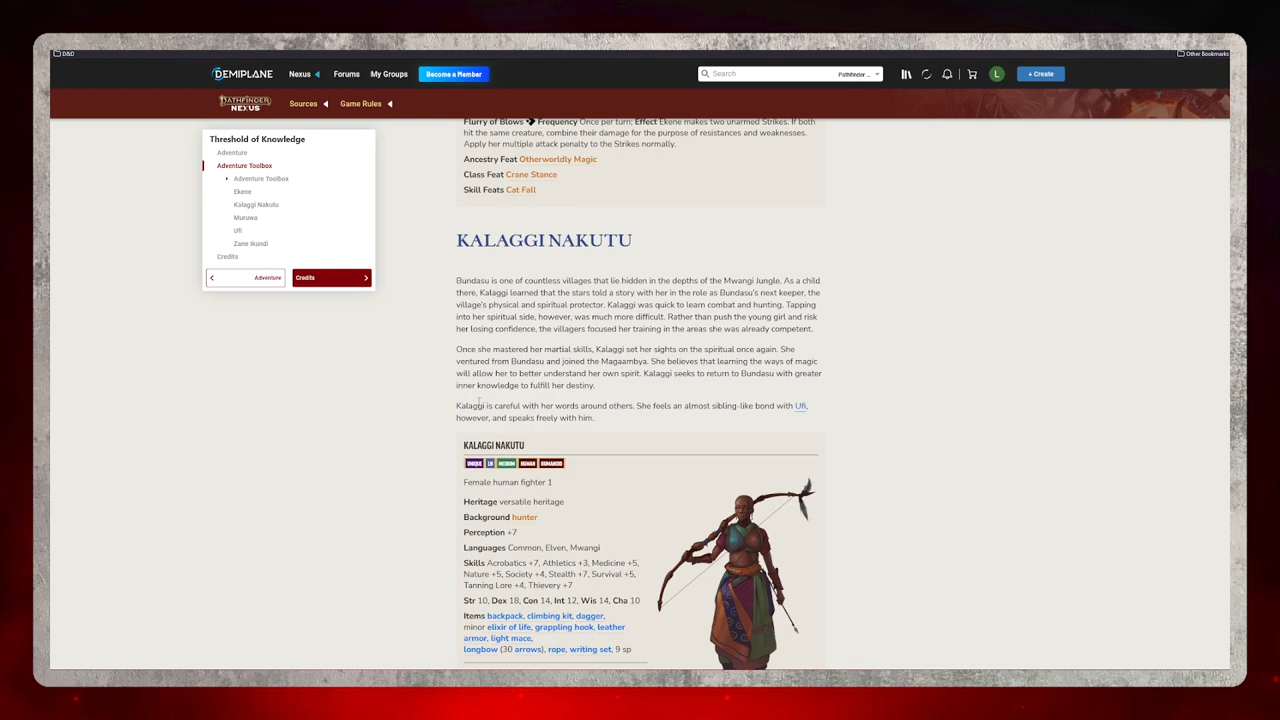 D&D
Other Bookmarks
DEMIPLANE
Nexus
Forums
My Groups
Become a Member
Search
Pathfinder ...
L
+ Create
PATHFINDER NEXUS
Sources
Game Rules
Threshold of Knowledge
Adventure
Adventure Toolbox
Adventure Toolbox
Ekene
Kalaggi Nakutu
Muruwa
Ufi
Zane Ikundi
Credits
Adventure
Credits
Flurry of Blows Frequency Once per turn; Effect Ekene makes two unarmed Strikes. If both
hit the same creature, combine their damage for the purpose of resistances and weaknesses.
Apply her multiple attack penalty to the Strikes normally.
Ancestry Feat Otherworldly Magic
Class Feat Crane Stance
Skill Feats Cat Fall
KALAGGI NAKUTU
Bundasu is one of countless villages that lie hidden in the depths of the Mwangi Jungle. As a child
there, Kalaggi learned that the stars told a story with her in the role as Bundasu's next keeper, the
village's physical and spiritual protector. Kalaggi was quick to learn combat and hunting. Tapping
into her spiritual side, however, was much more difficult. Rather than push the young girl and risk
her losing confidence, the villagers focused her training in the areas she was already competent.
Once she mastered her martial skills, Kalaggi set her sights on the spiritual once again. She
ventured from Bundasu and joined the Magaambya. She believes that learning the ways of magic
will allow her to better understand her own spirit. Kalaggi seeks to return to Bundasu with greater
inner knowledge to fulfill her destiny.
Kalaggi is careful with her words around others. She feels an almost sibling-like bond with Ufi,
however, and speaks freely with him.
KALAGGI NAKUTU
UNIQUE LN MEDIUM HUMAN HUMANOID
Female human fighter 1
Heritage versatile heritage
Background hunter
Perception +7
Languages Common, Elven, Mwangi
Skills Acrobatics +7, Athletics +3, Medicine +5,
Nature +5, Society +4, Stealth +7, Survival +5,
Tanning Lore +4, Thievery +7
Str 10, Dex 18, Con 14, Int 12, Wis 14, Cha 10
Items backpack, climbing kit, dagger,
minor elixir of life, grappling hook, leather
armor, light mace,
longbow (30 arrows), rope, writing set, 9 sp